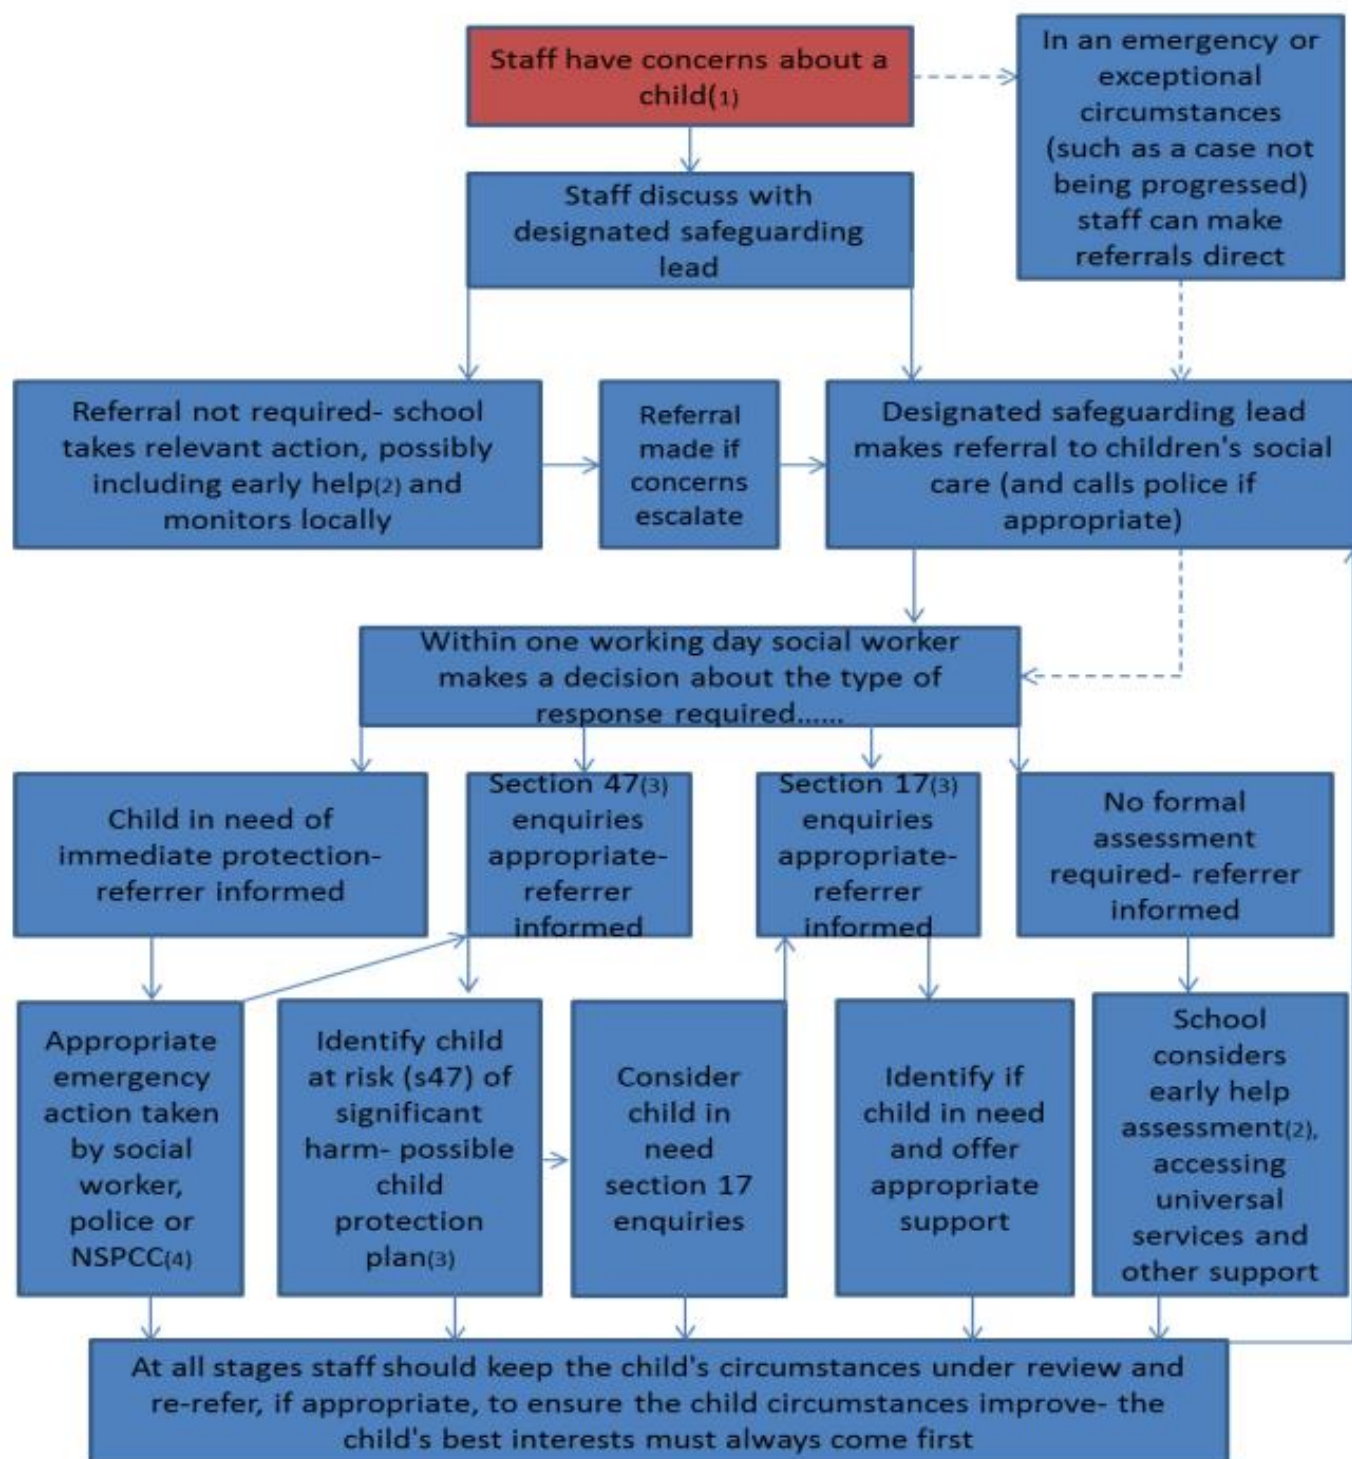 Staff have concerns about a
child(1)
In an emergency or
exceptional
circumstances
(such as a case not
being progressed)
staff can make
referrals direct
Staff discuss with
designated safeguarding
lead
Referral not required- school
takes relevant action, possibly
including early help(2) and
monitors locally
Referral
made if
concerns
escalate
Designated safeguarding lead
makes referral to children's social
care (and calls police if
appropriate)
Within one working day social worker
makes a decision about the type of
response required......
Child in need of
immediate protection-
referrer informed
Section 47(3)
enquiries
appropriate-
referrer
informed
Section 17(3)
enquiries
appropriate-
referrer
informed
No formal
assessment
required- referrer
informed
Appropriate
emergency
action taken
by social
worker,
police or
NSPCC(4)
Identify child
at risk (s47) of
significant
harm- possible
child
protection
plan(3)
Consider
child in
need
section 17
enquiries
Identify if
child in need
and offer
appropriate
support
School
considers
early help
assessment(2),
accessing
universal
services and
other support
At all stages staff should keep the child's circumstances under review and
re-refer, if appropriate, to ensure the child circumstances improve- the
child's best interests must always come first